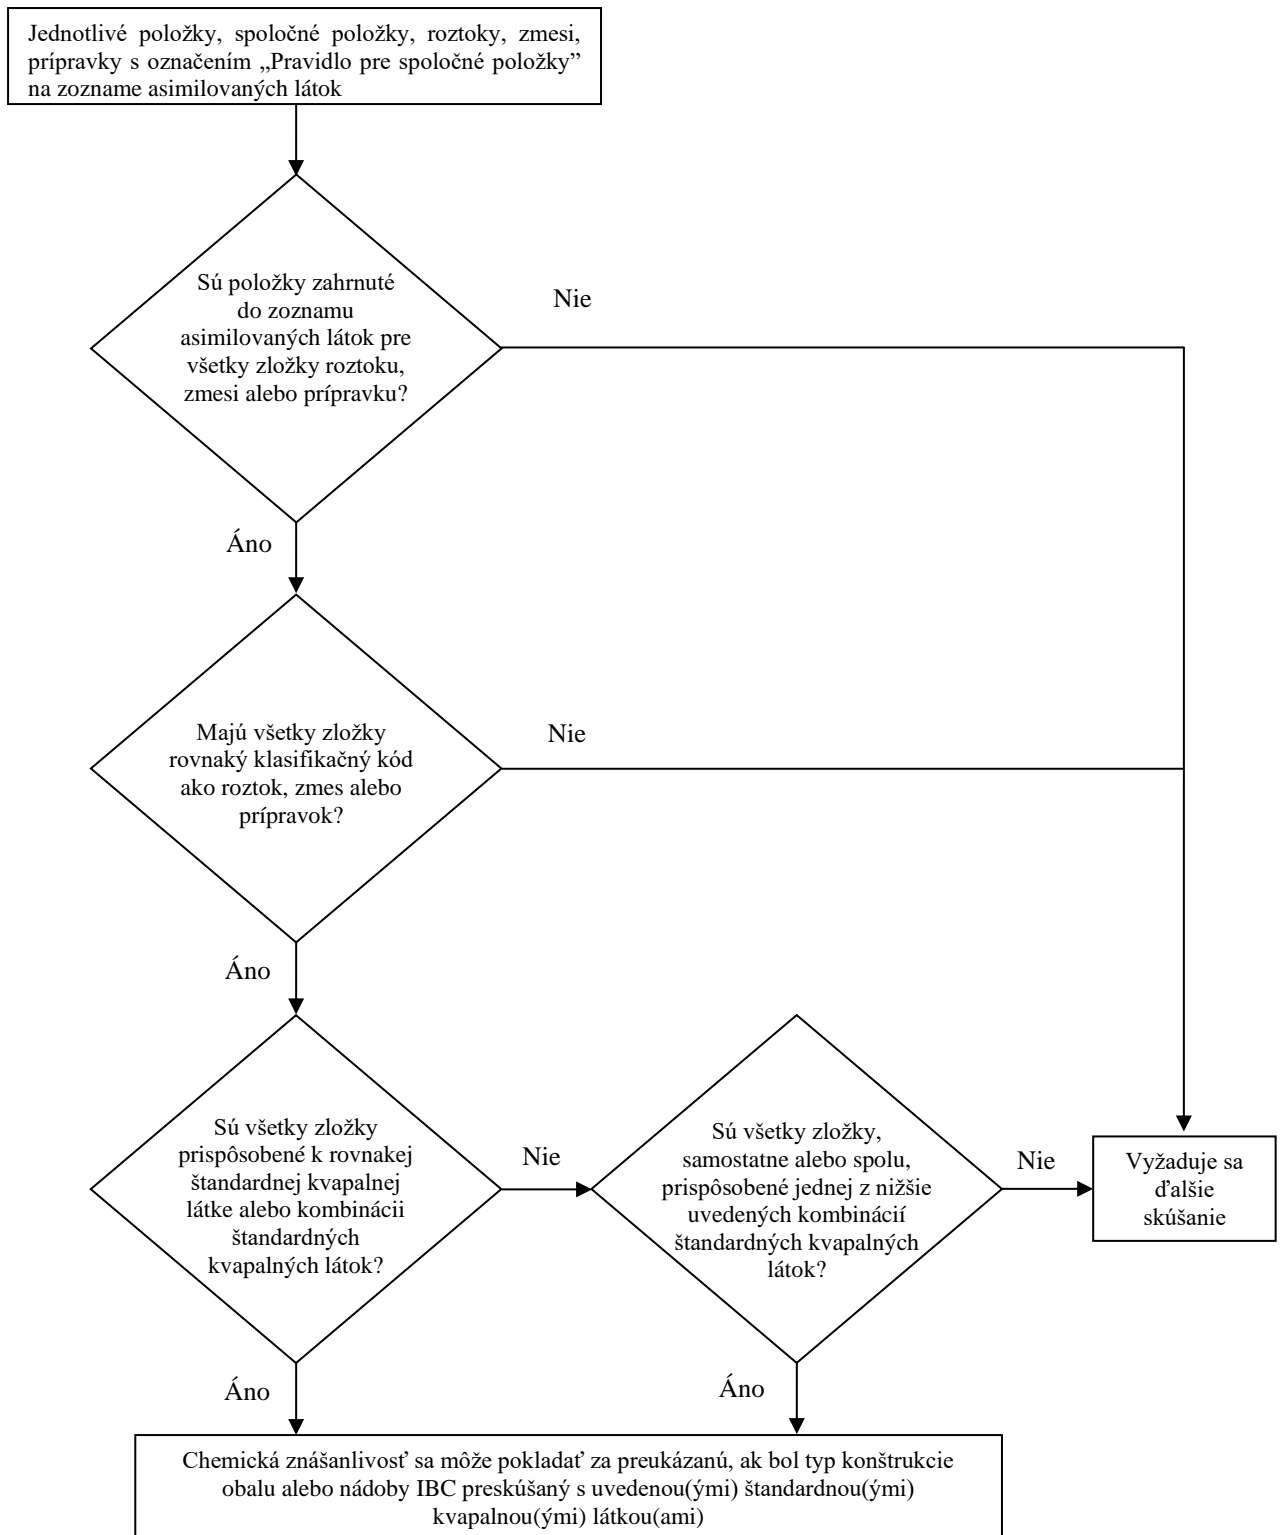 Jednotlivé položky, spoločné položky, roztoky, zmesi,
prípravky s označením „Pravidlo pre spoločné položky”
na zozname asimilovaných látok
Sú položky zahrnuté
do zoznamu
asimilovaných látok pre
všetky zložky roztoku,
zmesi alebo prípravku?
Nie
Áno
Majú všetky zložky
rovnaký klasifikačný kód
ako roztok, zmes alebo
prípravok?
Nie
Áno
Sú všetky zložky
prispôsobené k rovnakej
štandardnej kvapalnej
látke alebo kombinácii
štandardných
kvapalných látok?
Nie
Sú všetky zložky,
samostatne alebo spolu,
prispôsobené jednej z nižšie
uvedených kombinácií
štandardných kvapalných
látok?
Nie
Vyžaduje sa
ďalšie
skúšanie
Áno
Áno
Chemická znášanlivosť sa môže pokladať za preukázanú, ak bol typ konštrukcie
obalu alebo nádoby IBC preskúšaný s uvedenou(ými) štandardnou(ými)
kvapalnou(ými) látkou(ami)